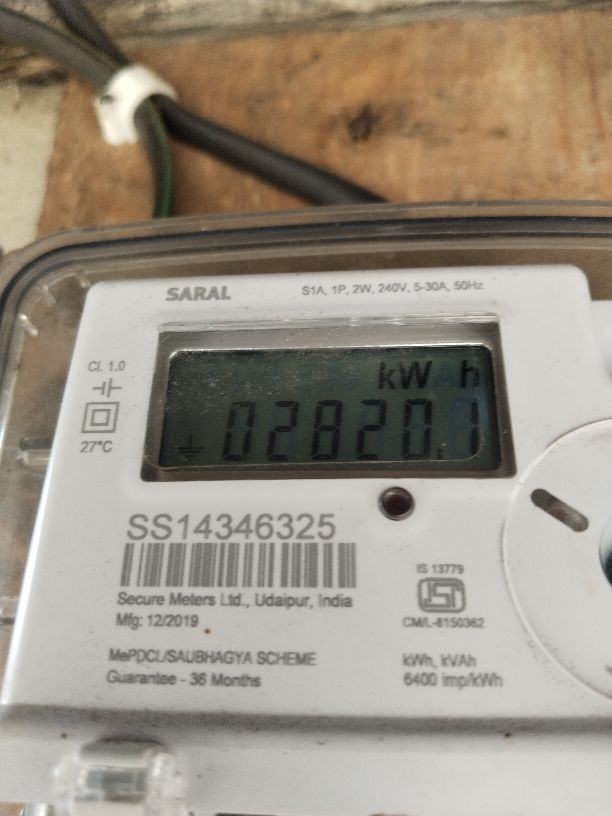 SARAL
S1A, 1P, 2W, 240V, 5-30A, 50Hz
Cl. 1.0
27°C
kWh
02820.1
SS14346325
Secure Meters Ltd., Udaipur, India
Mfg: 12/2019
MePDCL/SAUBHAGYA SCHEME
Guarantee - 36 Months
IS 13779
ISI
CM/L-8150362
kWh, kVAh
6400 imp/kWh